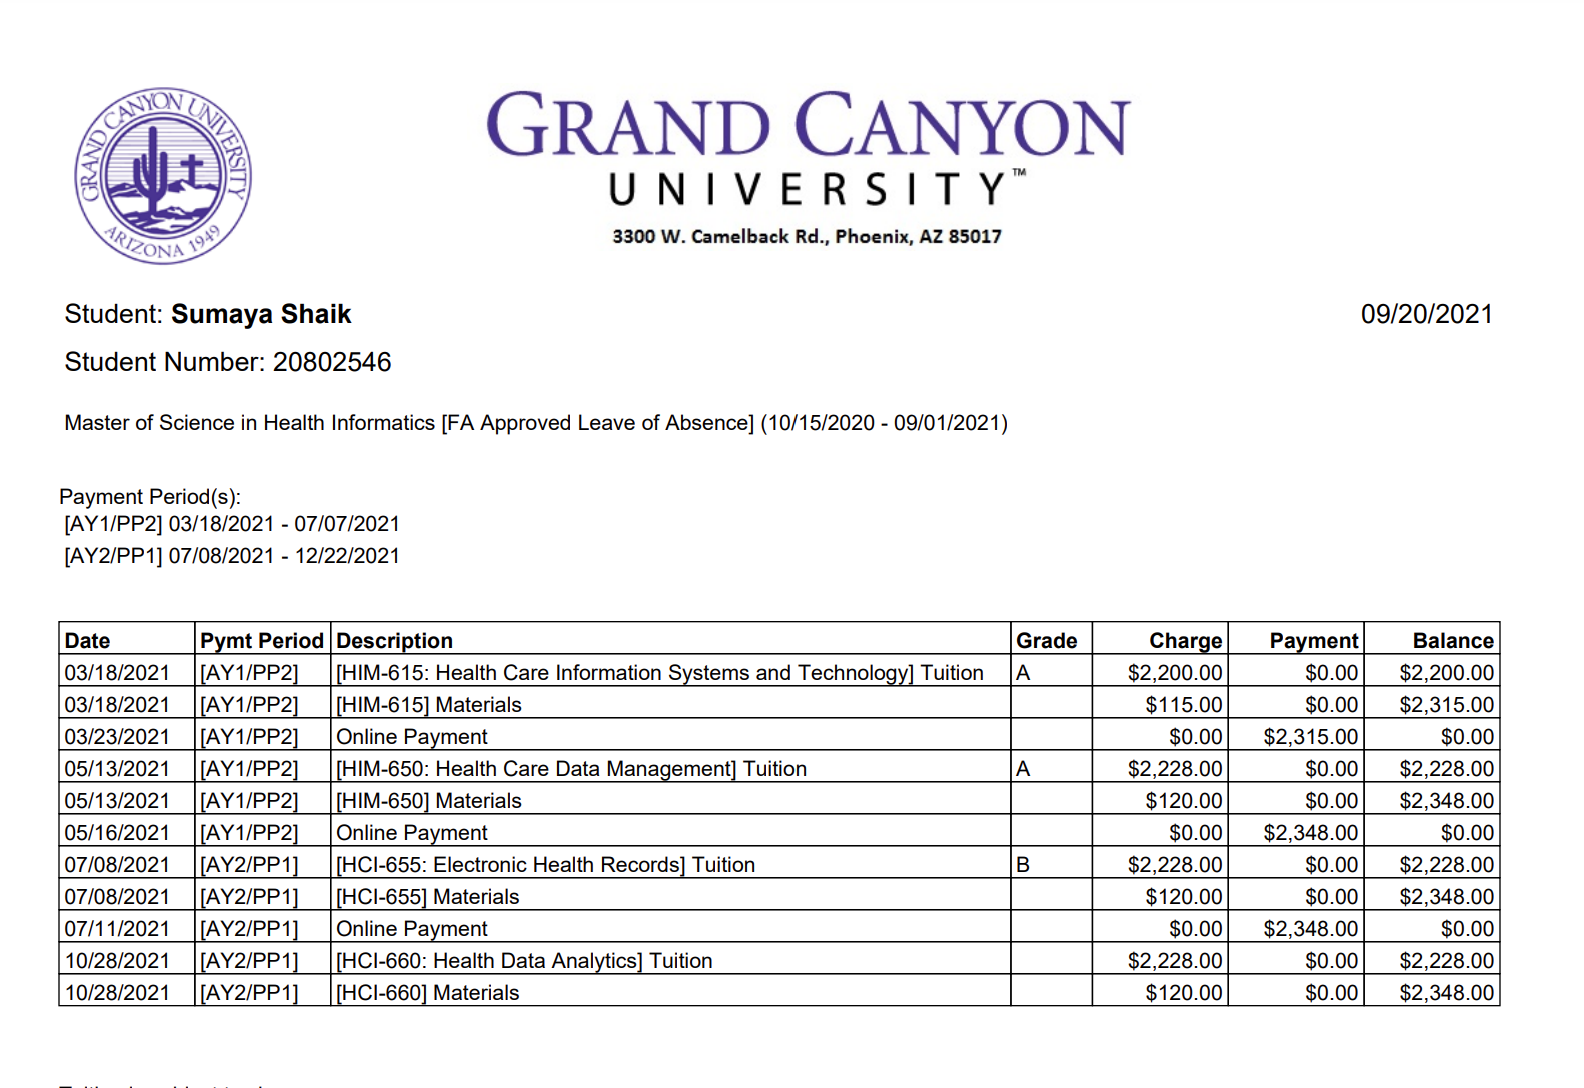 GRAND CANYON UNIVERSITY
ARIZONA 1949
GRAND CANYON
UNIVERSITY™
3300 W. Camelback Rd., Phoenix, AZ 85017
Student: Sumaya Shaik 09/20/2021
Student Number: 20802546
Master of Science in Health Informatics [FA Approved Leave of Absence] (10/15/2020 - 09/01/2021)
Payment Period(s):
[AY1/PP2] 03/18/2021 - 07/07/2021
[AY2/PP1] 07/08/2021 - 12/22/2021
Date Pymt Period Description Grade Charge Payment Balance
03/18/2021 [AY1/PP2] [HIM-615: Health Care Information Systems and Technology] Tuition A $2,200.00 $0.00 $2,200.00
03/18/2021 [AY1/PP2] [HIM-615] Materials $115.00 $0.00 $2,315.00
03/23/2021 [AY1/PP2] Online Payment $0.00 $2,315.00 $0.00
05/13/2021 [AY1/PP2] [HIM-650: Health Care Data Management] Tuition A $2,228.00 $0.00 $2,228.00
05/13/2021 [AY1/PP2] [HIM-650] Materials $120.00 $0.00 $2,348.00
05/16/2021 [AY1/PP2] Online Payment $0.00 $2,348.00 $0.00
07/08/2021 [AY2/PP1] [HCI-655: Electronic Health Records] Tuition B $2,228.00 $0.00 $2,228.00
07/08/2021 [AY2/PP1] [HCI-655] Materials $120.00 $0.00 $2,348.00
07/11/2021 [AY2/PP1] Online Payment $0.00 $2,348.00 $0.00
10/28/2021 [AY2/PP1] [HCI-660: Health Data Analytics] Tuition $2,228.00 $0.00 $2,228.00
10/28/2021 [AY2/PP1] [HCI-660] Materials $120.00 $0.00 $2,348.00